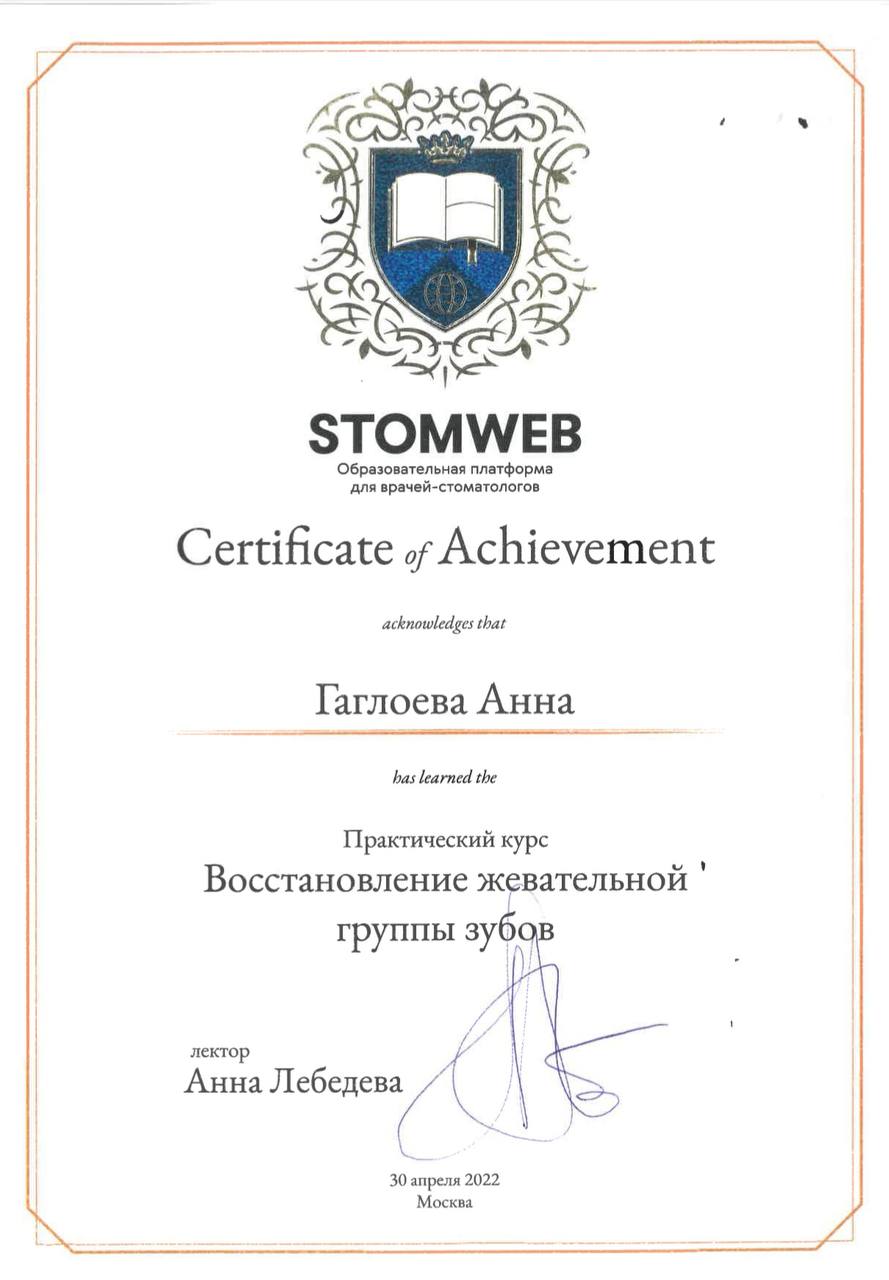 STOMWEB
Образовательная платформа
для врачей-стоматологов
Certificate of Achievement
acknowledges that
Гаглоева Анна
has learned the
Практический курс
Восстановление жевательной
группы зубов
лектор
Анна Лебедева
30 апреля 2022
Москва